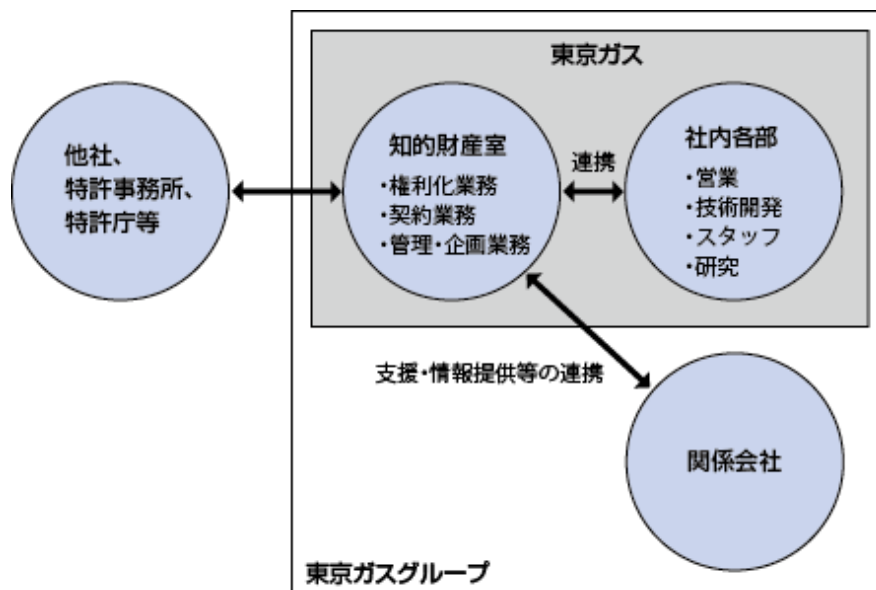 東京ガス
他社、
特許事務所、
特許庁等
知的財産室
・権利化業務
・契約業務
・管理・企画業務
連携
社内各部
・営業
・技術開発
・スタッフ
・研究
支援・情報提供等の連携
関係会社
東京ガスグループ